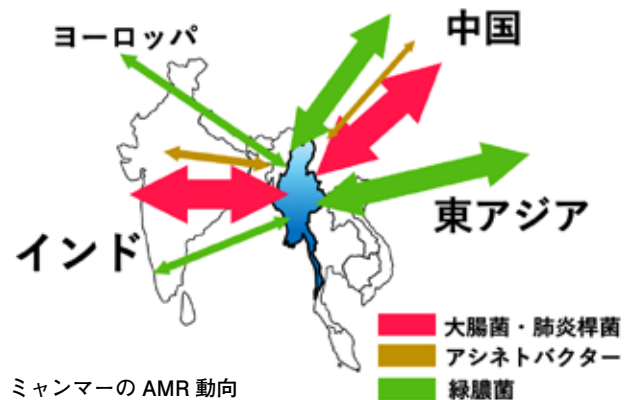 ヨーロッパ
中国
東アジア
インド
大腸菌・肺炎桿菌
アシネトバクター
緑膿菌
ミャンマーの AMR 動向